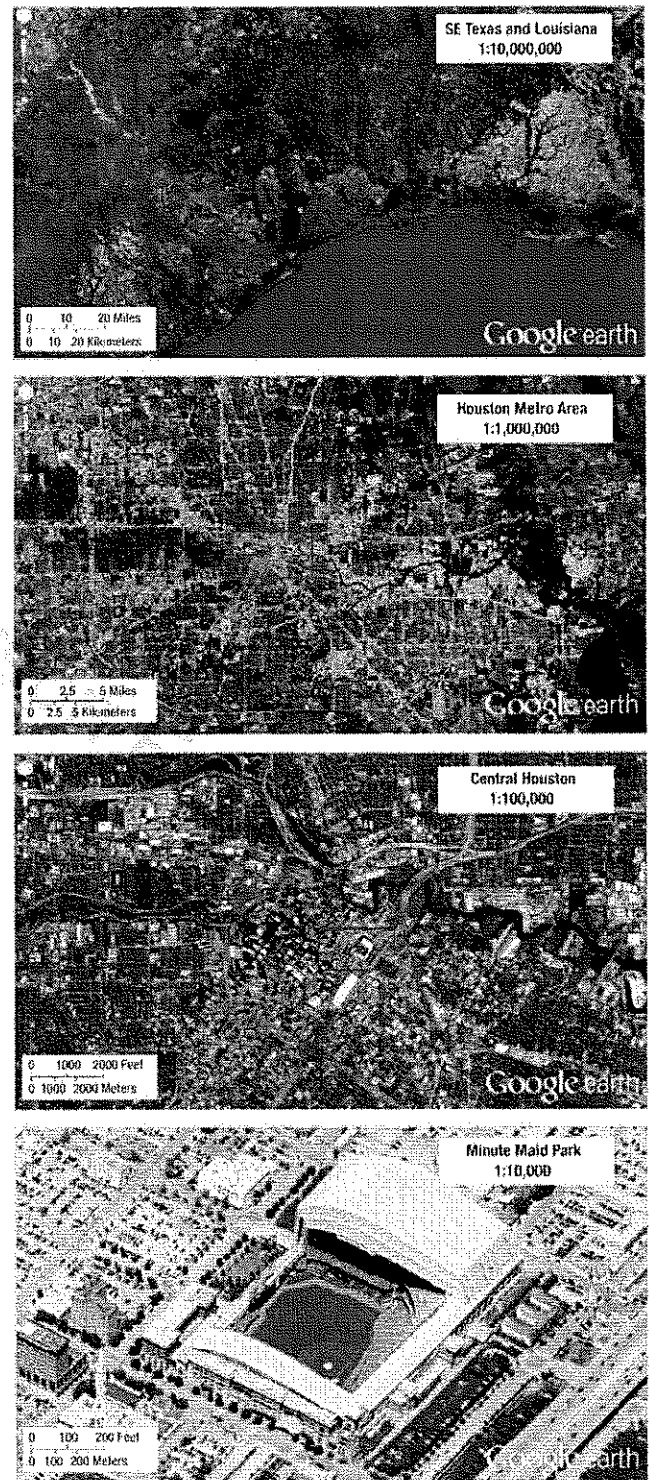 SE Texas and Louisiana
1:10,000,000
0 10 20 Miles
0 10 20 Kilometers
Google earth
Houston Metro Area
1:1,000,000
0 2.5 5 Miles
0 2.5 5 Kilometers
Google earth
Central Houston
1:100,000
0 1000 2000 Feet
0 1000 2000 Meters
Google earth
Minute Maid Park
1:10,000
0 100 200 Feet
0 100 200 Meters
Google earth